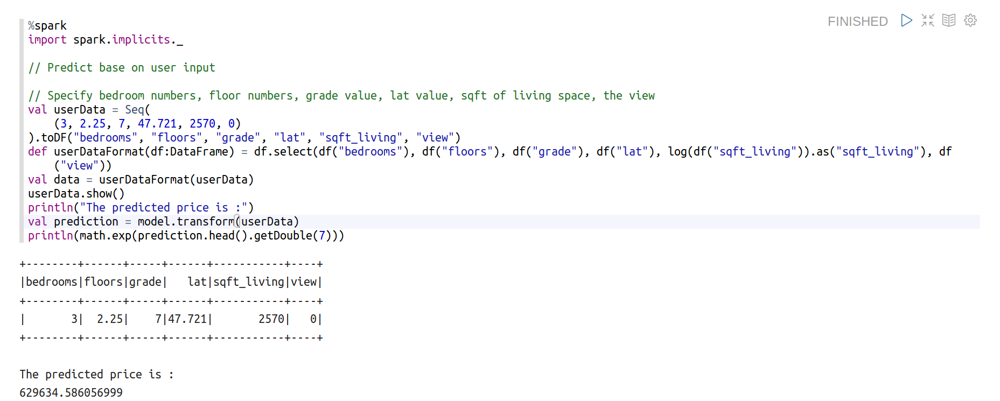 %spark
FINISHED
import spark.implicits._
// Predict base on user input
// Specify bedroom numbers, floor numbers, grade value, lat value, sqft of living space, the view
val userData = Seq(
(3, 2.25, 7, 47.721, 2570, 0)
).toDF("bedrooms", "floors", "grade", "lat", "sqft_living", "view")
def userDataFormat(df:DataFrame) = df.select(df("bedrooms"), df("floors"), df("grade"), df("lat"), log(df("sqft_living")).as("sqft_living"), df
("view"))
val data = userDataFormat(userData)
userData.show()
println("The predicted price is :")
val prediction = model.transform(userData)
println(math.exp(prediction.head().getDouble(7)))
+--------+------+-----+------+-----------+----+
|bedrooms|floors|grade|   lat|sqft_living|view|
+--------+------+-----+------+-----------+----+
|       3|  2.25|    7|47.721|       2570|   0|
+--------+------+-----+------+-----------+----+
The predicted price is :
629634.586056999